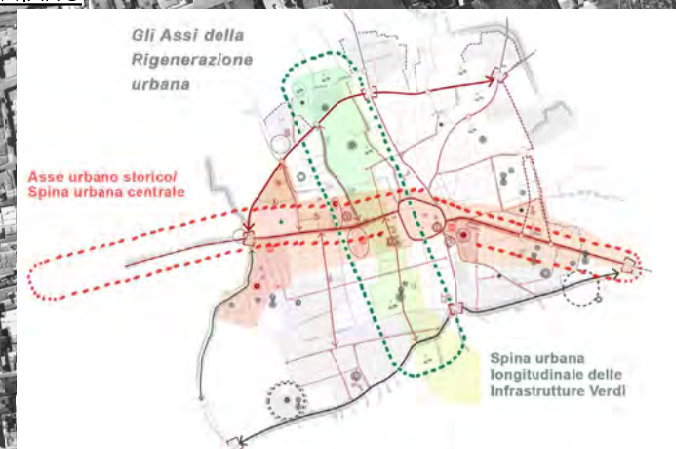 Gli Assi della
Rigenerazione
urbana
Asse urbano storico/
Spina urbana centrale
Spina urbana
longitudinale delle
Infrastrutture Verdi